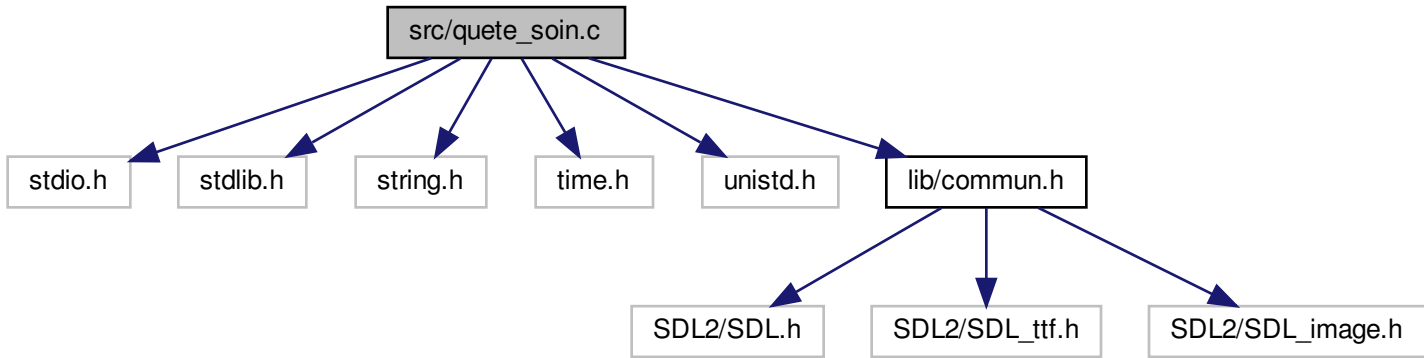 src/quete_soin.c
stdio.h
stdlib.h
string.h
time.h
unistd.h
lib/commun.h
SDL2/SDL.h
SDL2/SDL_ttf.h
SDL2/SDL_image.h